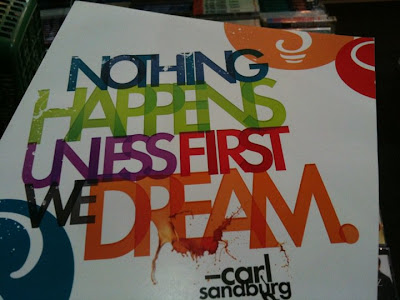 NOTHING
HAPPENS
UNLESS FIRST
WE DREAM.
—carl
sandburg